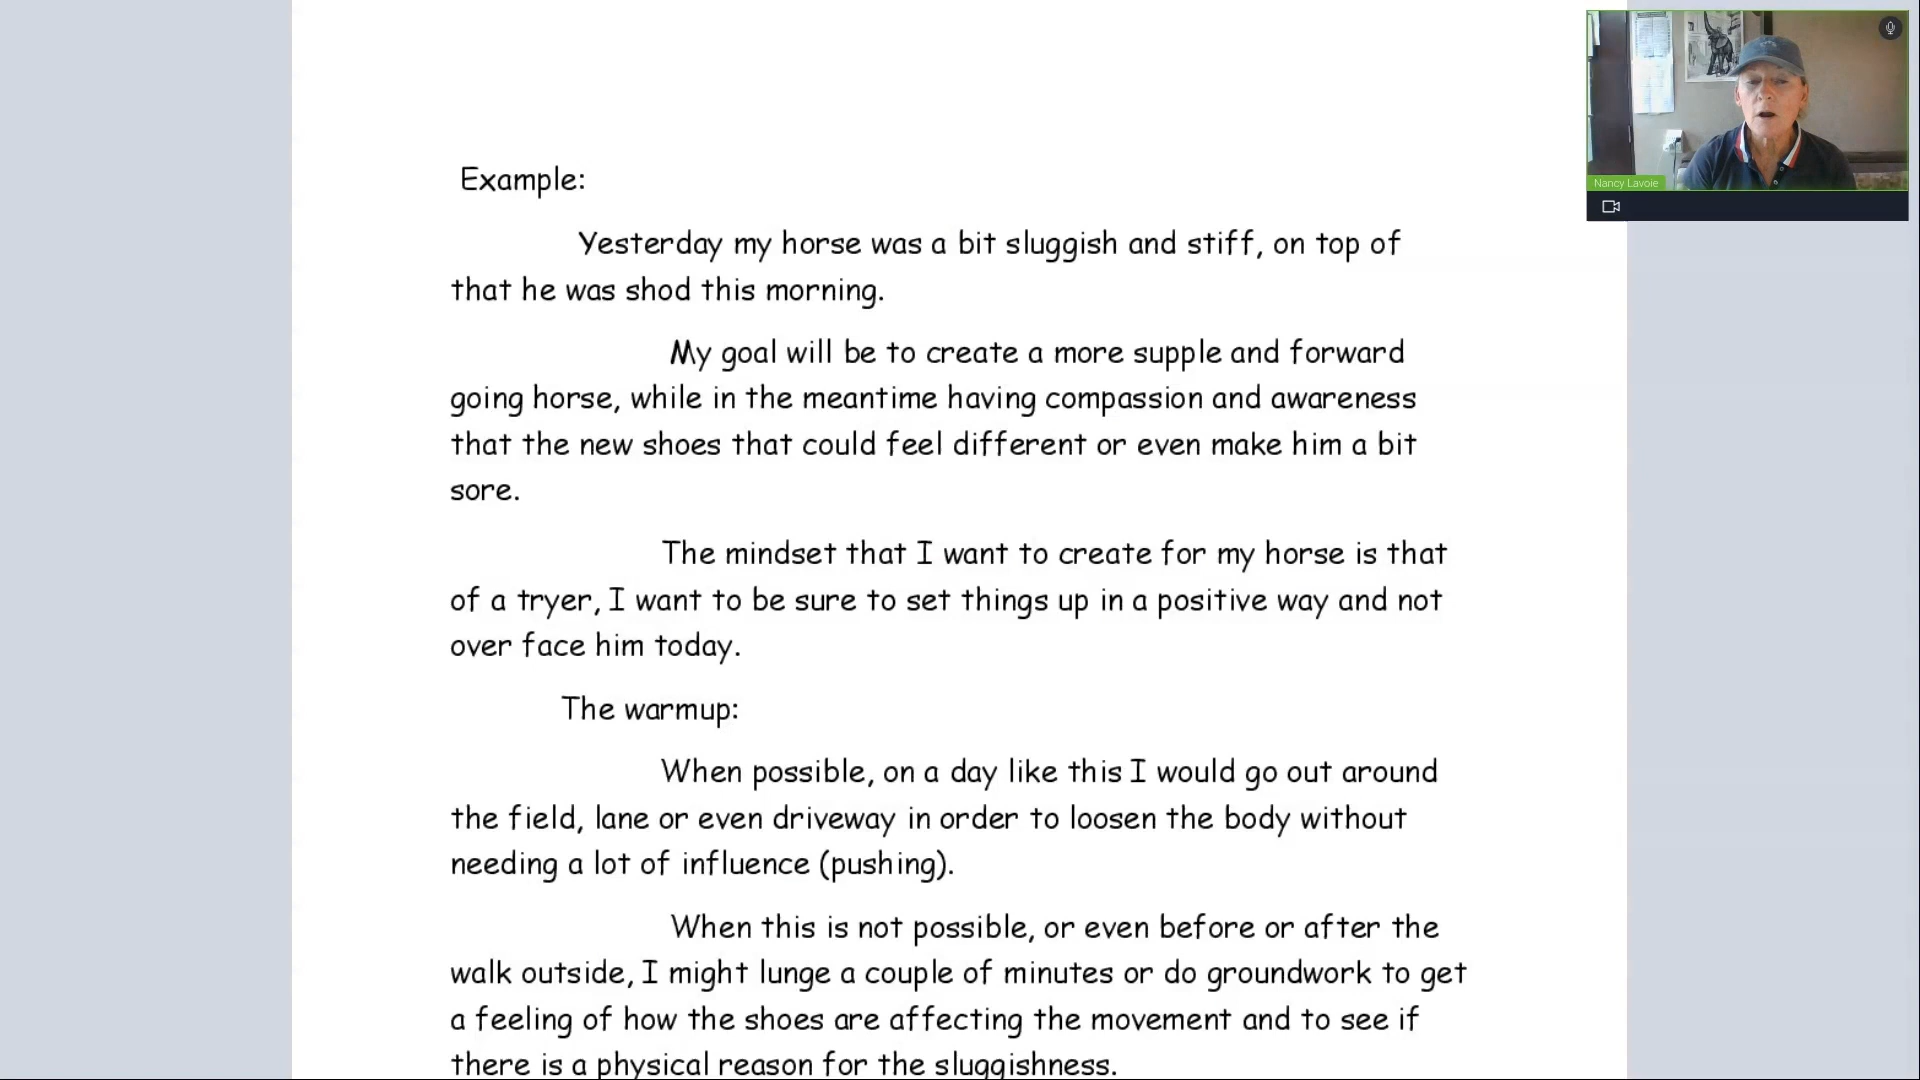 Example:
Yesterday my horse was a bit sluggish and stiff, on top of
that he was shod this morning.
My goal will be to create a more supple and forward
going horse, while in the meantime having compassion and awareness
that the new shoes that could feel different or even make him a bit
sore.
The mindset that I want to create for my horse is that
of a tryer, I want to be sure to set things up in a positive way and not
over face him today.
The warmup:
When possible, on a day like this I would go out around
the field, lane or even driveway in order to loosen the body without
needing a lot of influence (pushing).
When this is not possible, or even before or after the
walk outside, I might lunge a couple of minutes or do groundwork to get
a feeling of how the shoes are affecting the movement and to see if
there is a physical reason for the sluggishness.
Nancy Lavoie